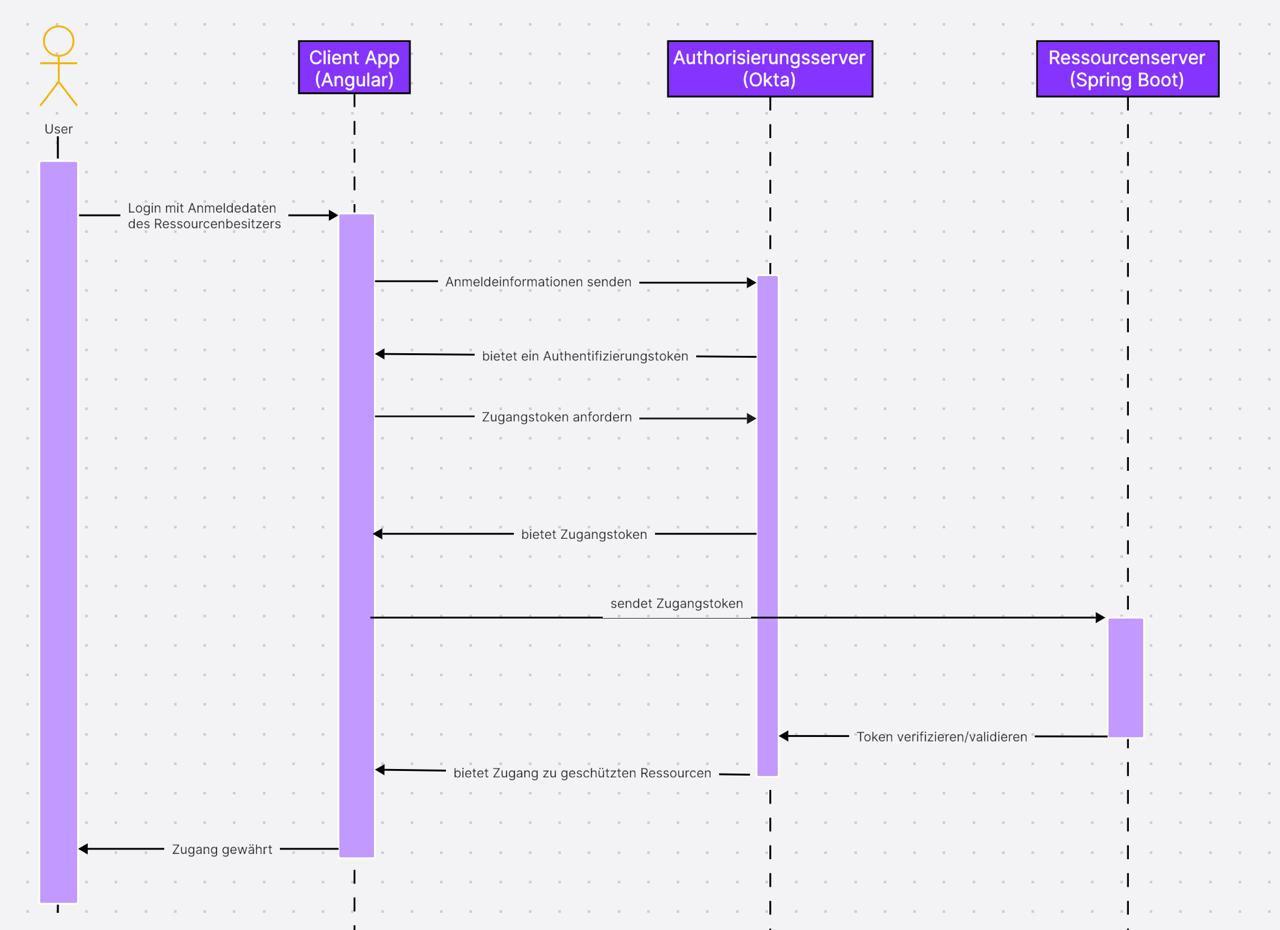 Client App
(Angular)
Authorisierungsserver
(Okta)
Ressourcenserver
(Spring Boot)
User
Login mit Anmeldedaten
des Ressourcenbesitzers
Anmeldeinformationen senden
bietet ein Authentifizierungstoken
Zugangstoken anfordern
bietet Zugangstoken
sendet Zugangstoken
Token verifizieren/validieren
bietet Zugang zu geschützten Ressourcen
Zugang gewährt